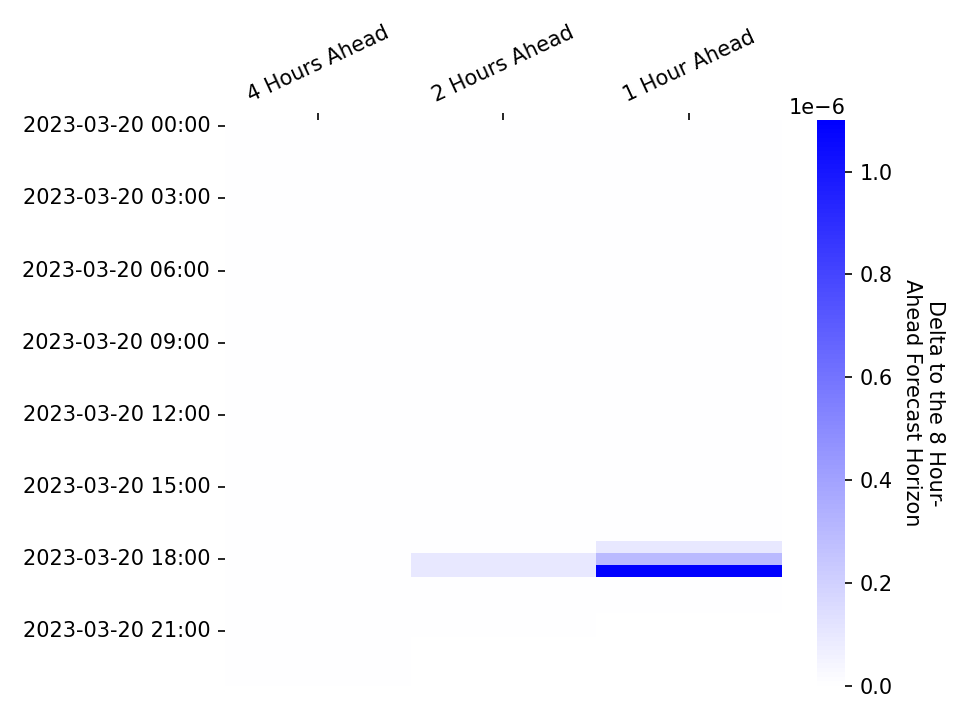 4 Hours Ahead
2 Hours Ahead
1 Hour Ahead
1e−6
2023-03-20 00:00
2023-03-20 03:00
2023-03-20 06:00
2023-03-20 09:00
2023-03-20 12:00
2023-03-20 15:00
2023-03-20 18:00
2023-03-20 21:00
1.0
0.8
0.6
0.4
0.2
0.0
Delta to the 8 Hour-
Ahead Forecast Horizon